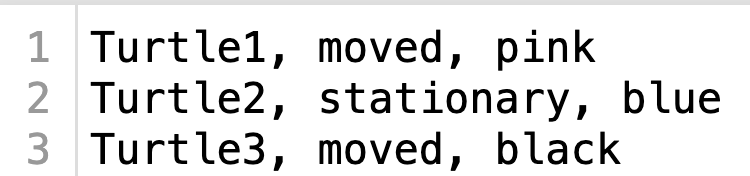 1 Turtle1, moved, pink
2 Turtle2, stationary, blue
3 Turtle3, moved, black